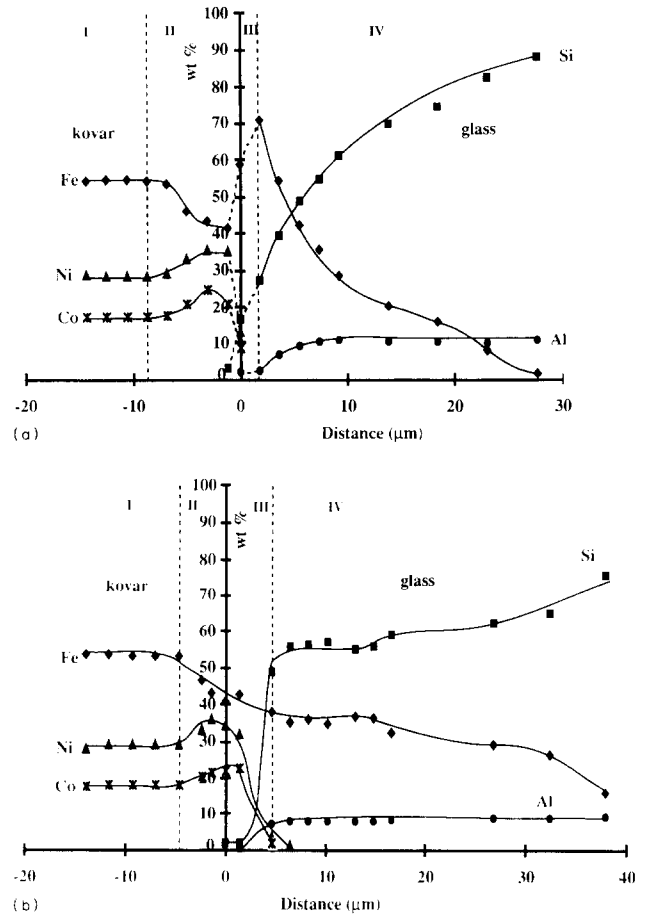 I II III IV
wt %
100
90
80
70
60
50
40
30
20
10
0
kovar
glass
Si
Fe
Ni
Co
Al
-20 -10 0 10 20 30
(a) Distance (μm)
I II III IV
wt %
100
90
80
70
60
50
40
30
20
10
0
kovar
glass
Si
Fe
Ni
Co
Al
-20 -10 0 10 20 30 40
(b) Distance (μm)